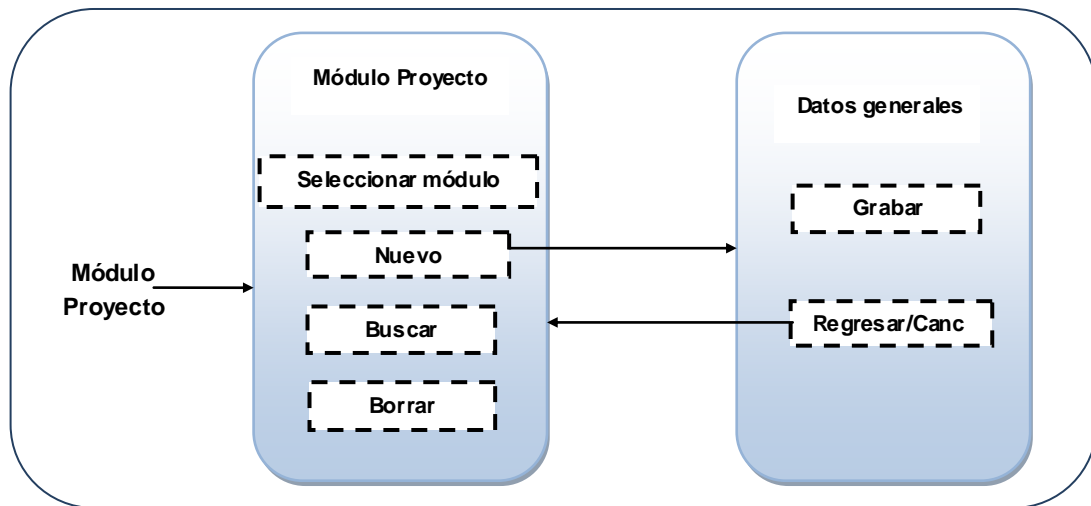 Módulo
Proyecto
Módulo Proyecto
Seleccionar módulo
Nuevo
Buscar
Borrar
Datos generales
Grabar
Regresar/Canc